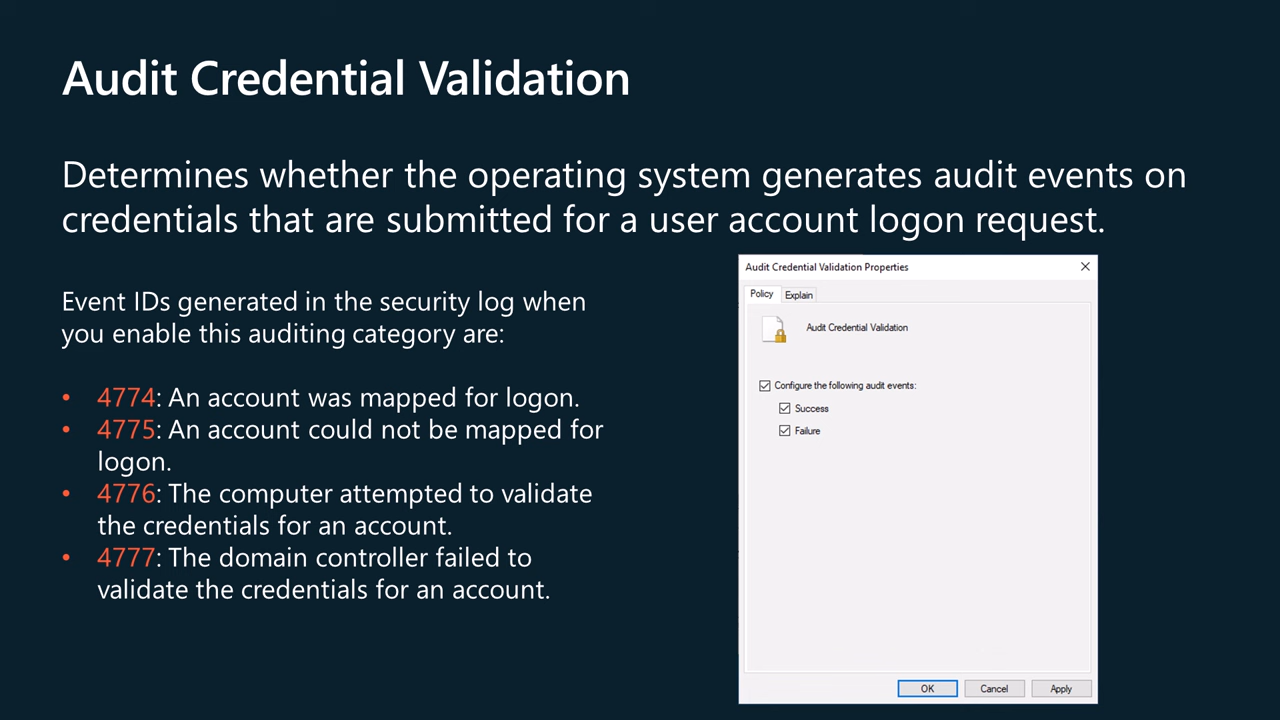 Audit Credential Validation
Determines whether the operating system generates audit events on
credentials that are submitted for a user account logon request.
Event IDs generated in the security log when
you enable this auditing category are:
• 4774: An account was mapped for logon.
• 4775: An account could not be mapped for
logon.
• 4776: The computer attempted to validate
the credentials for an account.
• 4777: The domain controller failed to
validate the credentials for an account.
Audit Credential Validation Properties
Policy Explain
Audit Credential Validation
Configure the following audit events:
Success
Failure
OK Cancel Apply